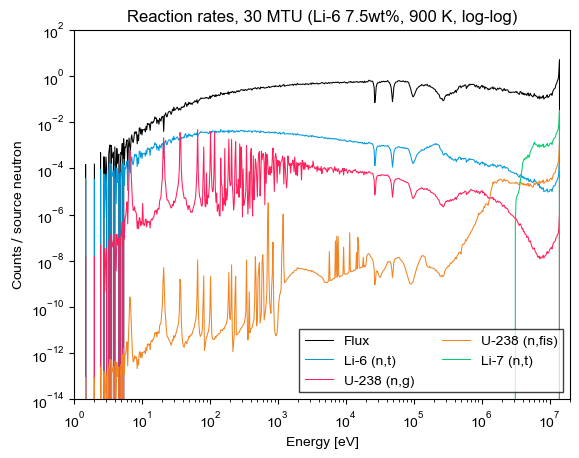 Reaction rates, 30 MTU (Li-6 7.5wt%, 900 K, log-log)
Counts / source neutron
10^2
10^0
10^−2
10^−4
10^−6
10^−8
10^−10
10^−12
10^−14
Flux
Li-6 (n,t)
U-238 (n,g)
U-238 (n,fis)
Li-7 (n,t)
10^0 10^1 10^2 10^3 10^4 10^5 10^6 10^7
Energy [eV]